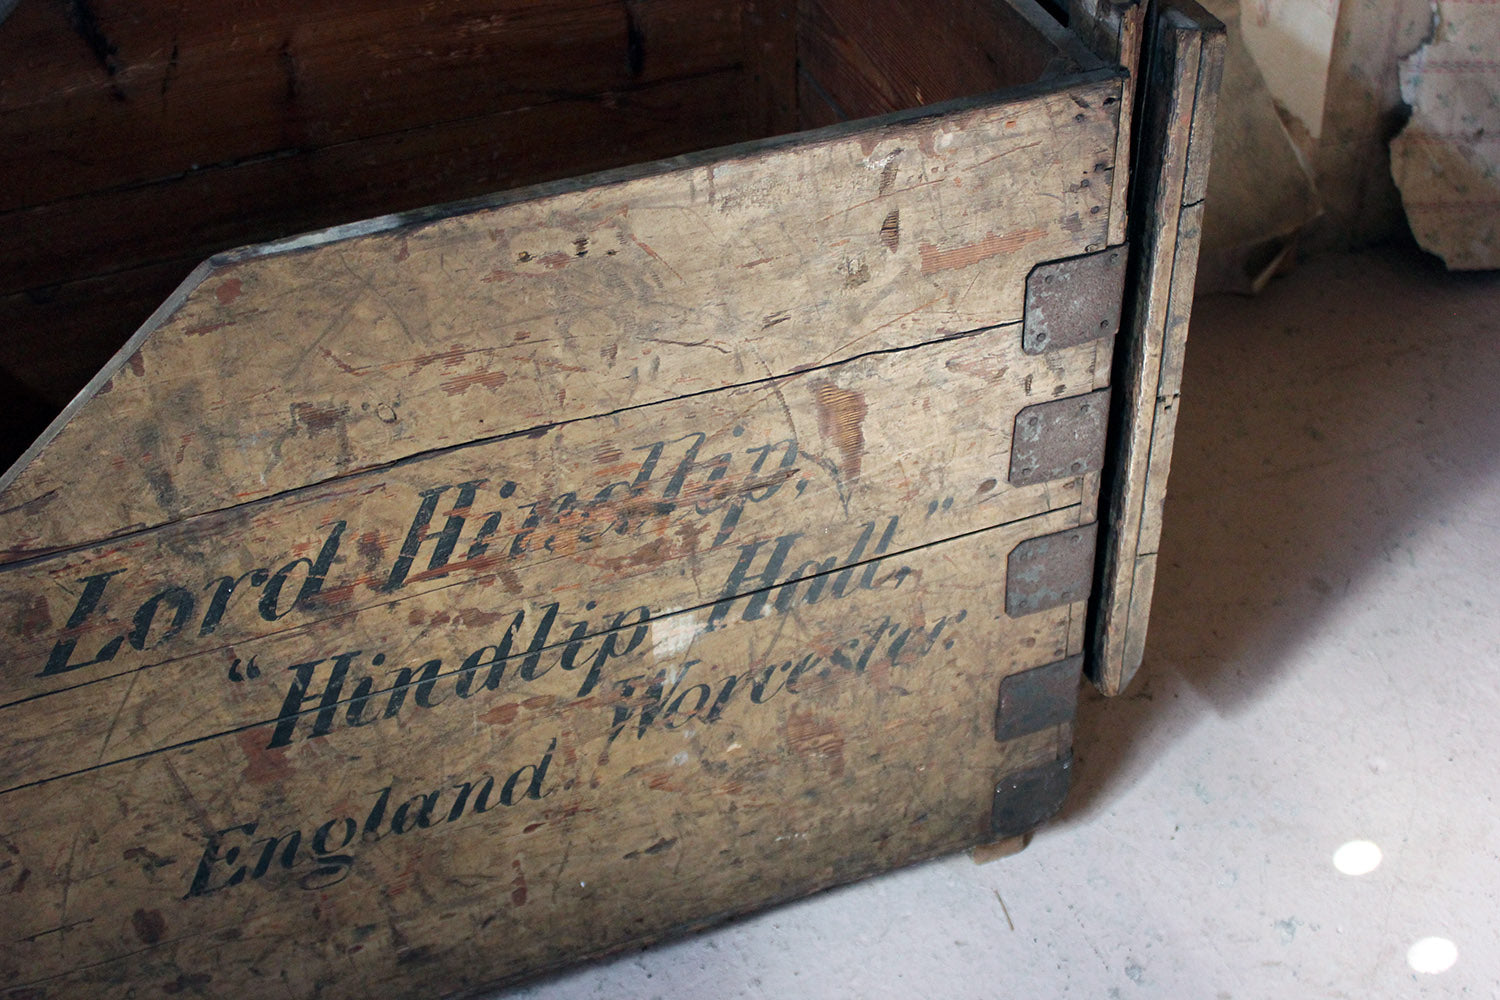 Lord Hindlip,
“Hindlip Hall,”
Worcester.
England.